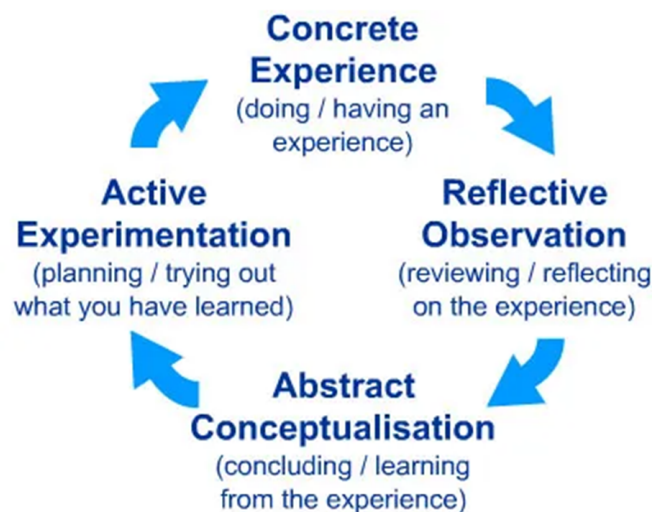 Concrete
Experience
(doing / having an
experience)
Reflective
Observation
(reviewing / reflecting
on the experience)
Abstract
Conceptualisation
(concluding / learning
from the experience)
Active
Experimentation
(planning / trying out
what you have learned)